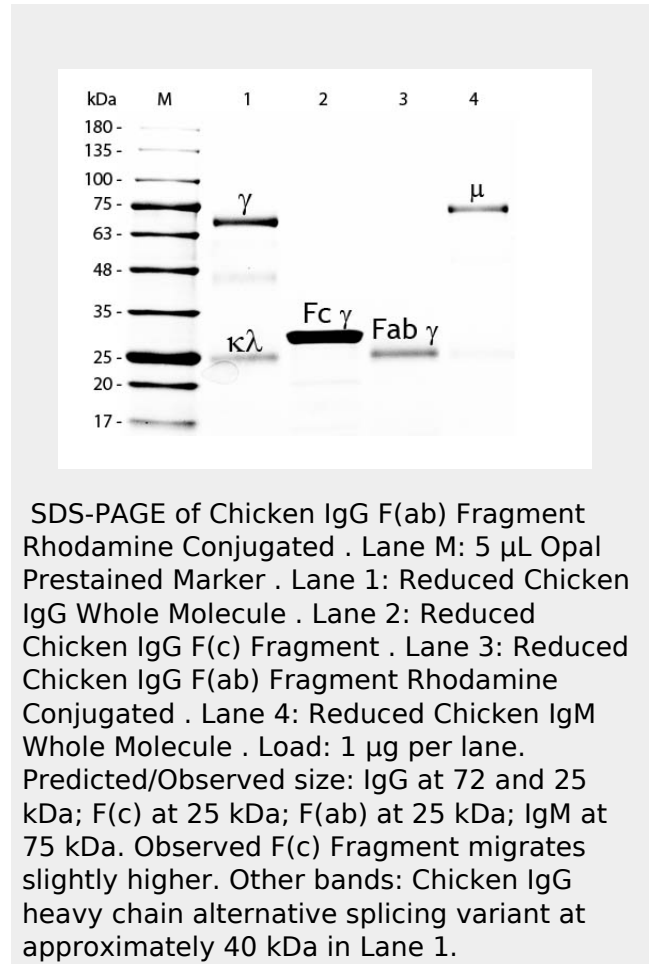 kDa M 1 2 3 4
180 -
135 -
100 -
75 - γ μ
63 -
48 -
35 - Fc γ Fab γ
κλ
25 -
20 -
17 -
SDS-PAGE of Chicken IgG F(ab) Fragment
Rhodamine Conjugated . Lane M: 5 µL Opal
Prestained Marker . Lane 1: Reduced Chicken
IgG Whole Molecule . Lane 2: Reduced
Chicken IgG F(c) Fragment . Lane 3: Reduced
Chicken IgG F(ab) Fragment Rhodamine
Conjugated . Lane 4: Reduced Chicken IgM
Whole Molecule . Load: 1 µg per lane.
Predicted/Observed size: IgG at 72 and 25
kDa; F(c) at 25 kDa; F(ab) at 25 kDa; IgM at
75 kDa. Observed F(c) Fragment migrates
slightly higher. Other bands: Chicken IgG
heavy chain alternative splicing variant at
approximately 40 kDa in Lane 1.